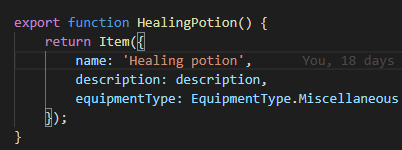 export function HealingPotion() {
return Item({
name: 'Healing potion', You, 18 days
description: description,
equipmentType: EquipmentType.Miscellaneous
});
}